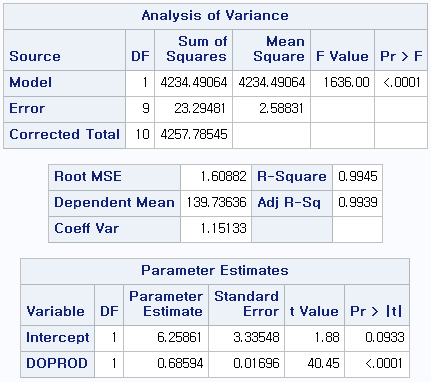 Analysis of Variance
Source DF Sum of Squares Mean Square F Value Pr > F
Model 1 4234.49064 4234.49064 1636.00 <.0001
Error 9 23.29481 2.58831
Corrected Total 10 4257.78545
Root MSE 1.60882 R-Square 0.9945
Dependent Mean 139.73636 Adj R-Sq 0.9939
Coeff Var 1.15133
Parameter Estimates
Variable DF Parameter Estimate Standard Error t Value Pr > |t|
Intercept 1 6.25861 3.33548 1.88 0.0933
DOPROD 1 0.68594 0.01696 40.45 <.0001